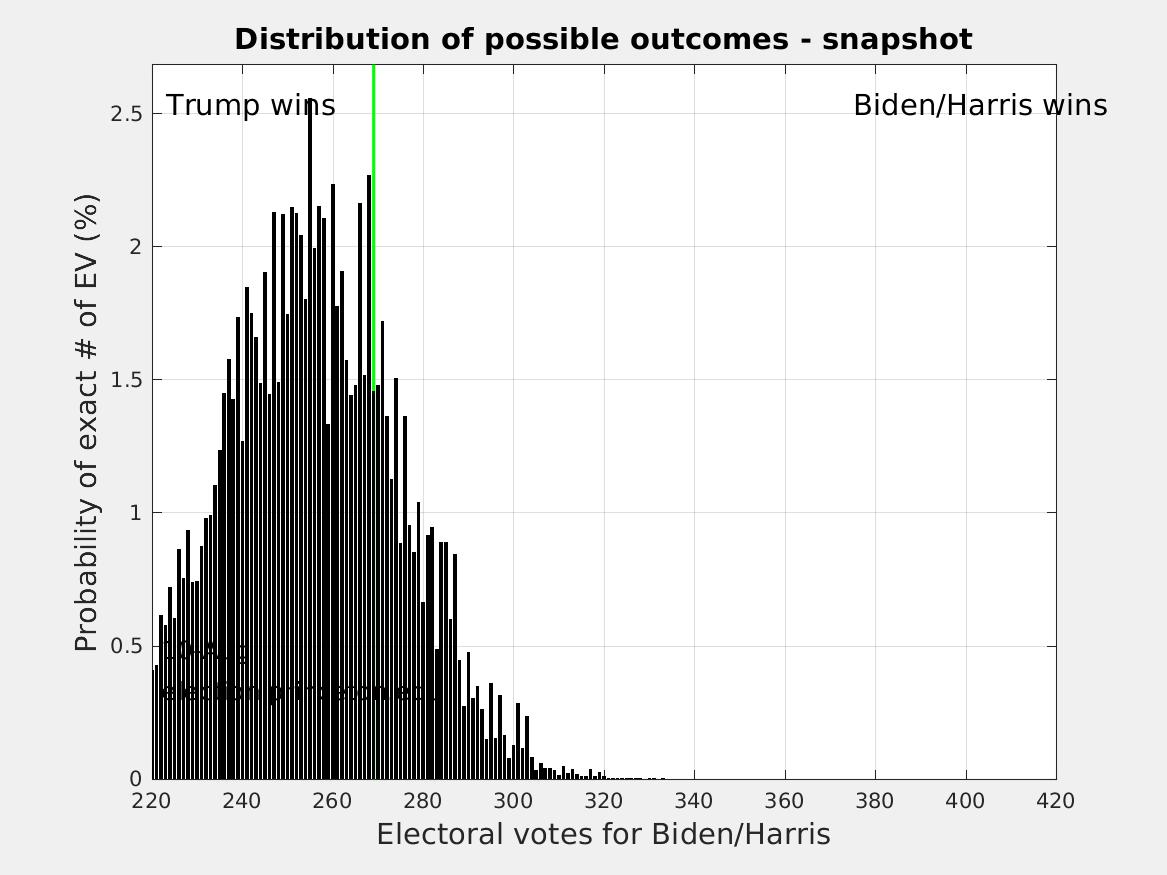 Distribution of possible outcomes - snapshot
Trump wins
Biden/Harris wins
Probability of exact # of EV (%)
2.5
2
1.5
1
0.5
0
220 240 260 280 300 320 340 360 380 400 420
Electoral votes for Biden/Harris